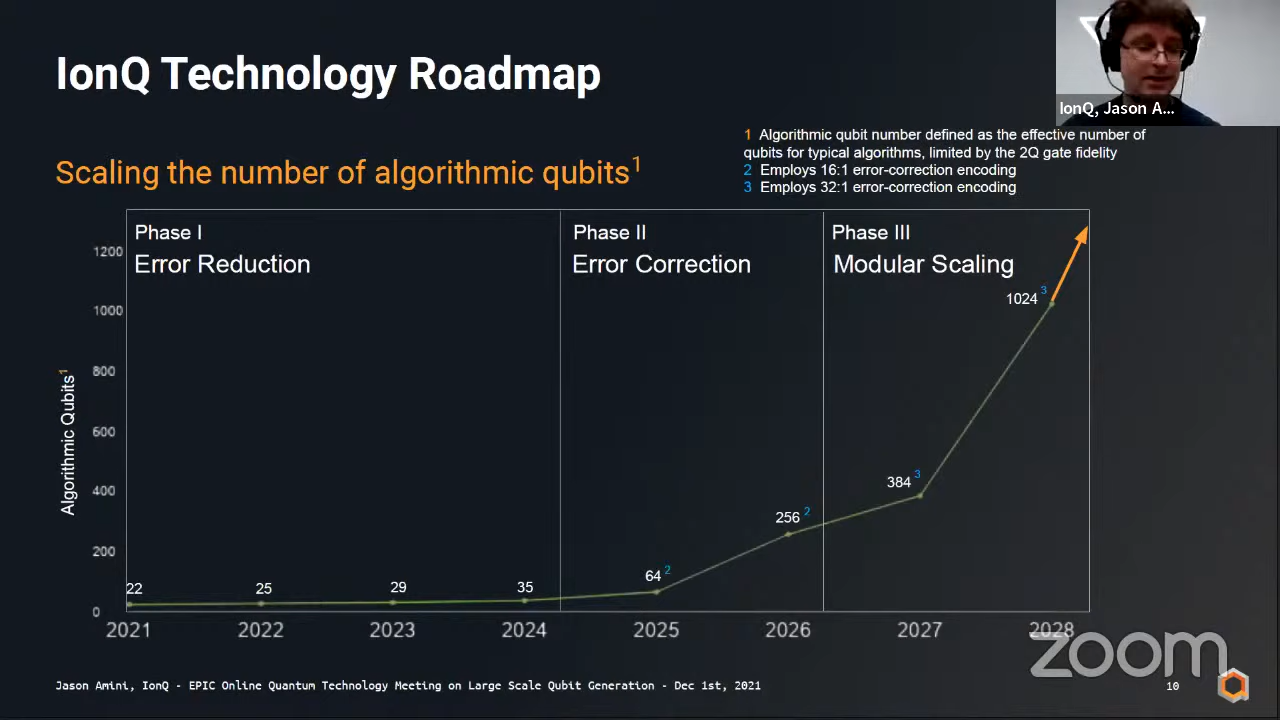 IonQ Technology Roadmap
IonQ, Jason A...
Scaling the number of algorithmic qubits1
1 Algorithmic qubit number defined as the effective number of
qubits for typical algorithms, limited by the 2Q gate fidelity
2 Employs 16:1 error-correction encoding
3 Employs 32:1 error-correction encoding
Phase I
Error Reduction
Phase II
Error Correction
Phase III
Modular Scaling
Algorithmic Qubits1
1200
1000
800
600
400
200
0
22
25
29
35
64 2
256 2
384 3
1024 3
2021 2022 2023 2024 2025 2026 2027 2028
zoom
Jason Amini, IonQ - EPIC Online Quantum Technology Meeting on Large Scale Qubit Generation - Dec 1st, 2021
10